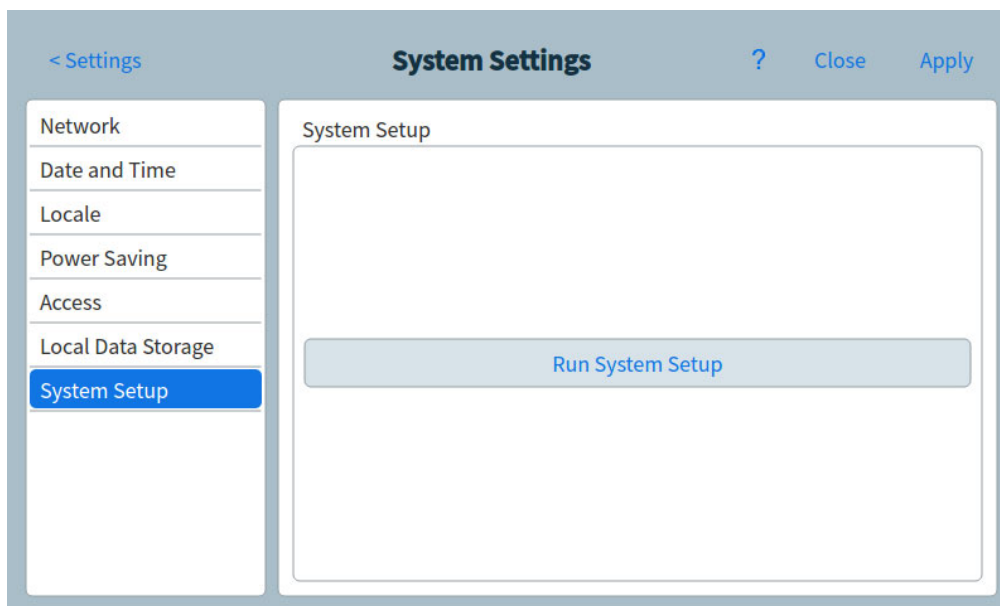 < Settings
System Settings
?
Close
Apply
Network
Date and Time
Locale
Power Saving
Access
Local Data Storage
System Setup
System Setup
Run System Setup